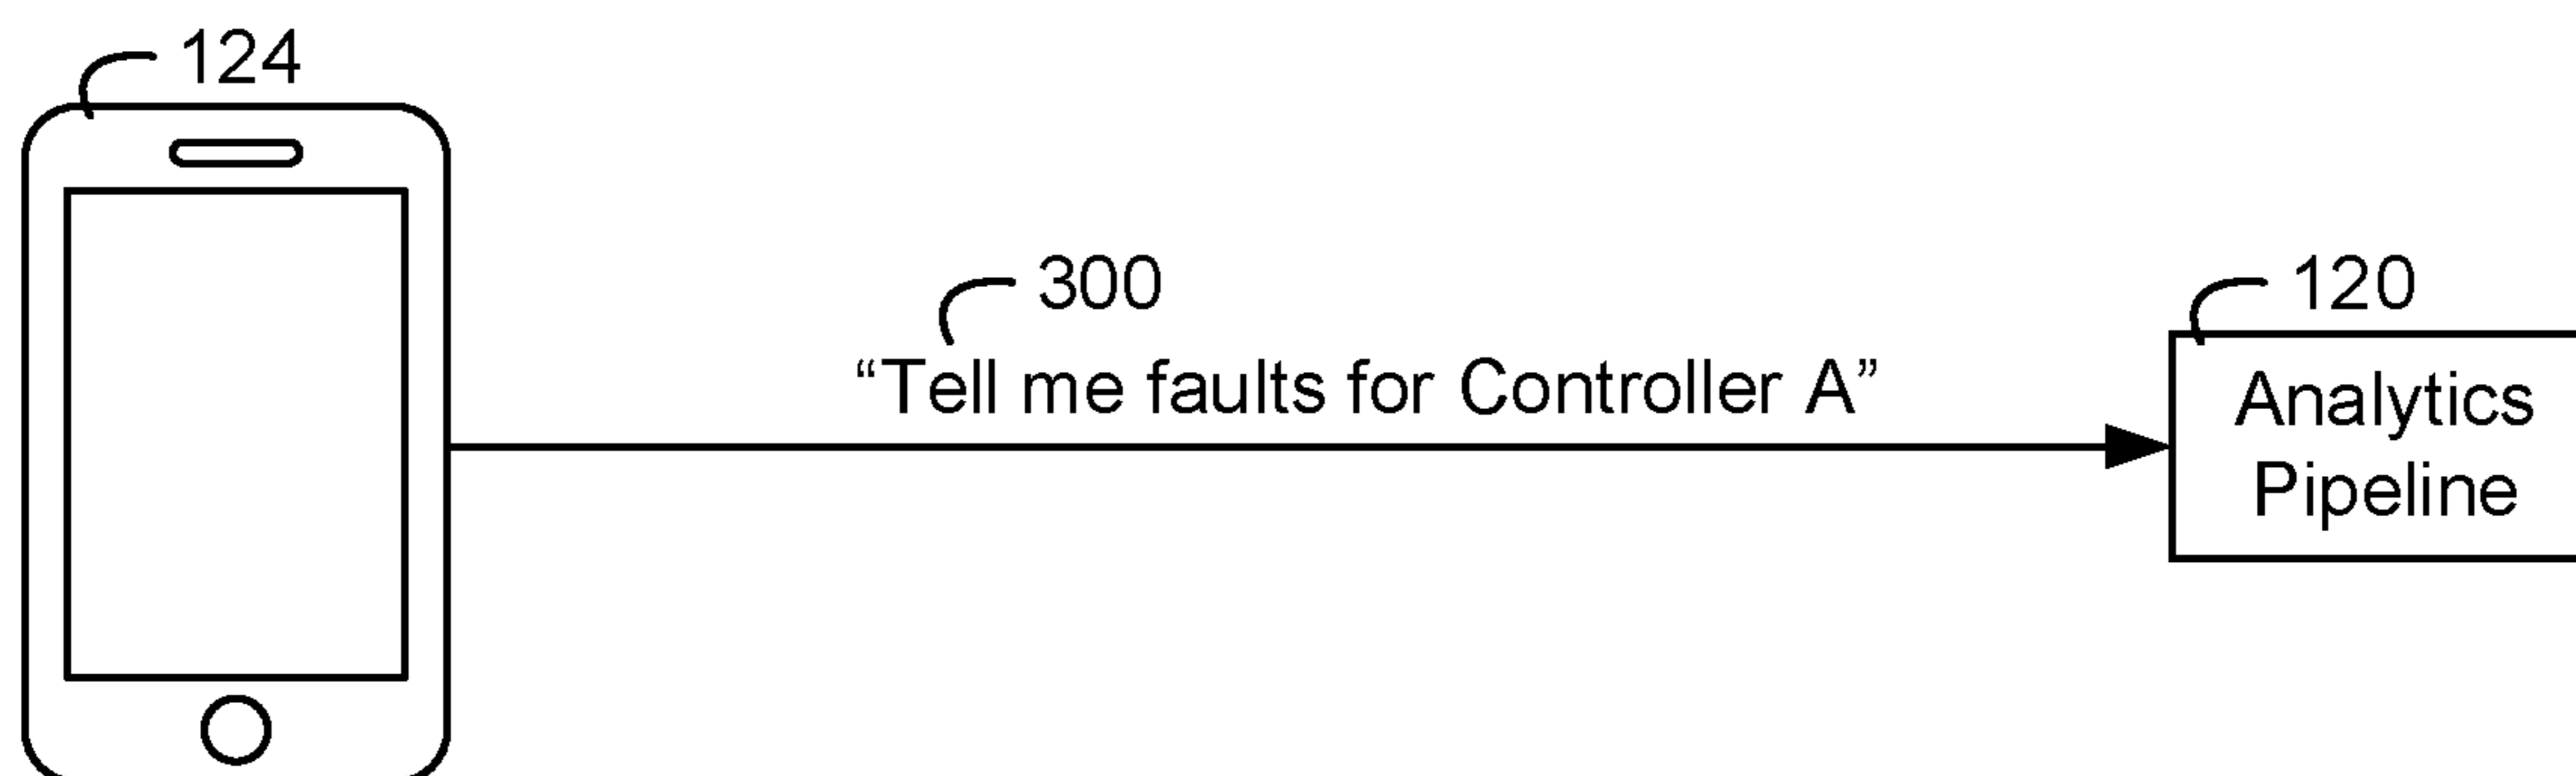 124
300
120
“Tell me faults for Controller A”
Analytics
Pipeline